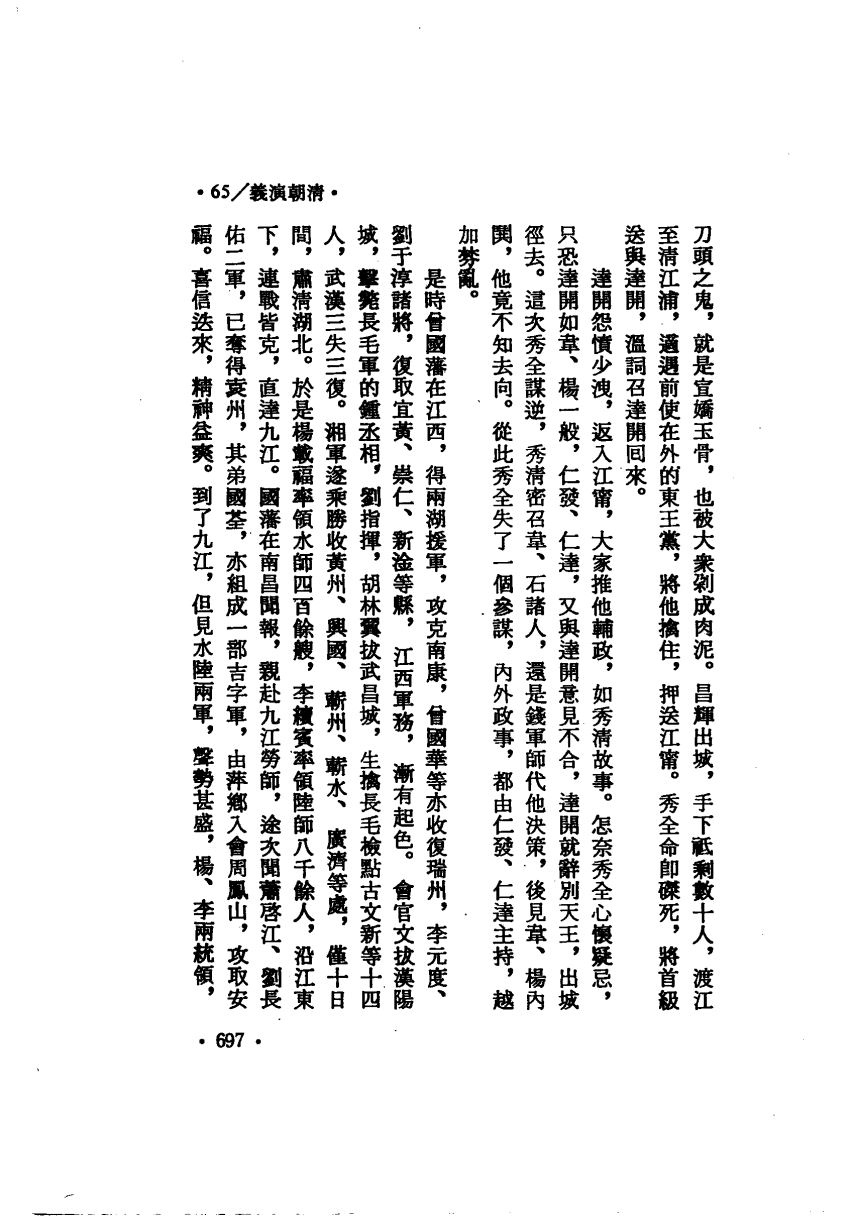 •65／義演朝清•
刀頭之鬼，就是宣嬌玉骨，也被大衆剁成肉泥。昌輝出城，手下祇剩數十人，渡江
至清江浦，適遇前使在外的東王黨，將他擒住，押送江甯。秀全命卽磔死，將首級
送與達開，溫詞召達開回來。
達開怨憤少洩，返入江甯，大家推他輔政，如秀清故事。怎奈秀全心懷疑忌，
只恐達開如韋、楊一般，仁發、仁達，又與達開意見不合，達開就辭別天王，出城
徑去。這次秀全謀逆，秀清密召韋、石諸人，還是錢軍師代他決策，後見韋、楊內
鬨，他竟不知去向。從此秀全失了一個參謀，內外政事，都由仁發、仁達主持，越
加棼亂。
是時曾國藩在江西，得兩湖援軍，攻克南康，曾國華等亦收復瑞州，李元度、
劉于淳諸將，復取宜黃、崇仁、新淦等縣，江西軍務，漸有起色。會官文拔漢陽
城，擊斃長毛軍的鍾丞相，劉指揮，胡林翼拔武昌城，生擒長毛檢點古文新等十四
人，武漢三失三復。湘軍遂乘勝收黃州、興國、蘄州、蘄水、廣濟等處，僅十日
間，肅清湖北。於是楊載福率領水師四百餘艘，李續賓率領陸師八千餘人，沿江東
下，連戰皆克，直達九江。國藩在南昌聞報，親赴九江勞師，途次聞蕭啓江、劉長
佑二軍，已奪得袁州，其弟國荃，亦組成一部吉字軍，由萍鄉入會周鳳山，攻取安
福。喜信迭來，精神益爽。到了九江，但見水陸兩軍，聲勢甚盛，楊、李兩統領，
•697•